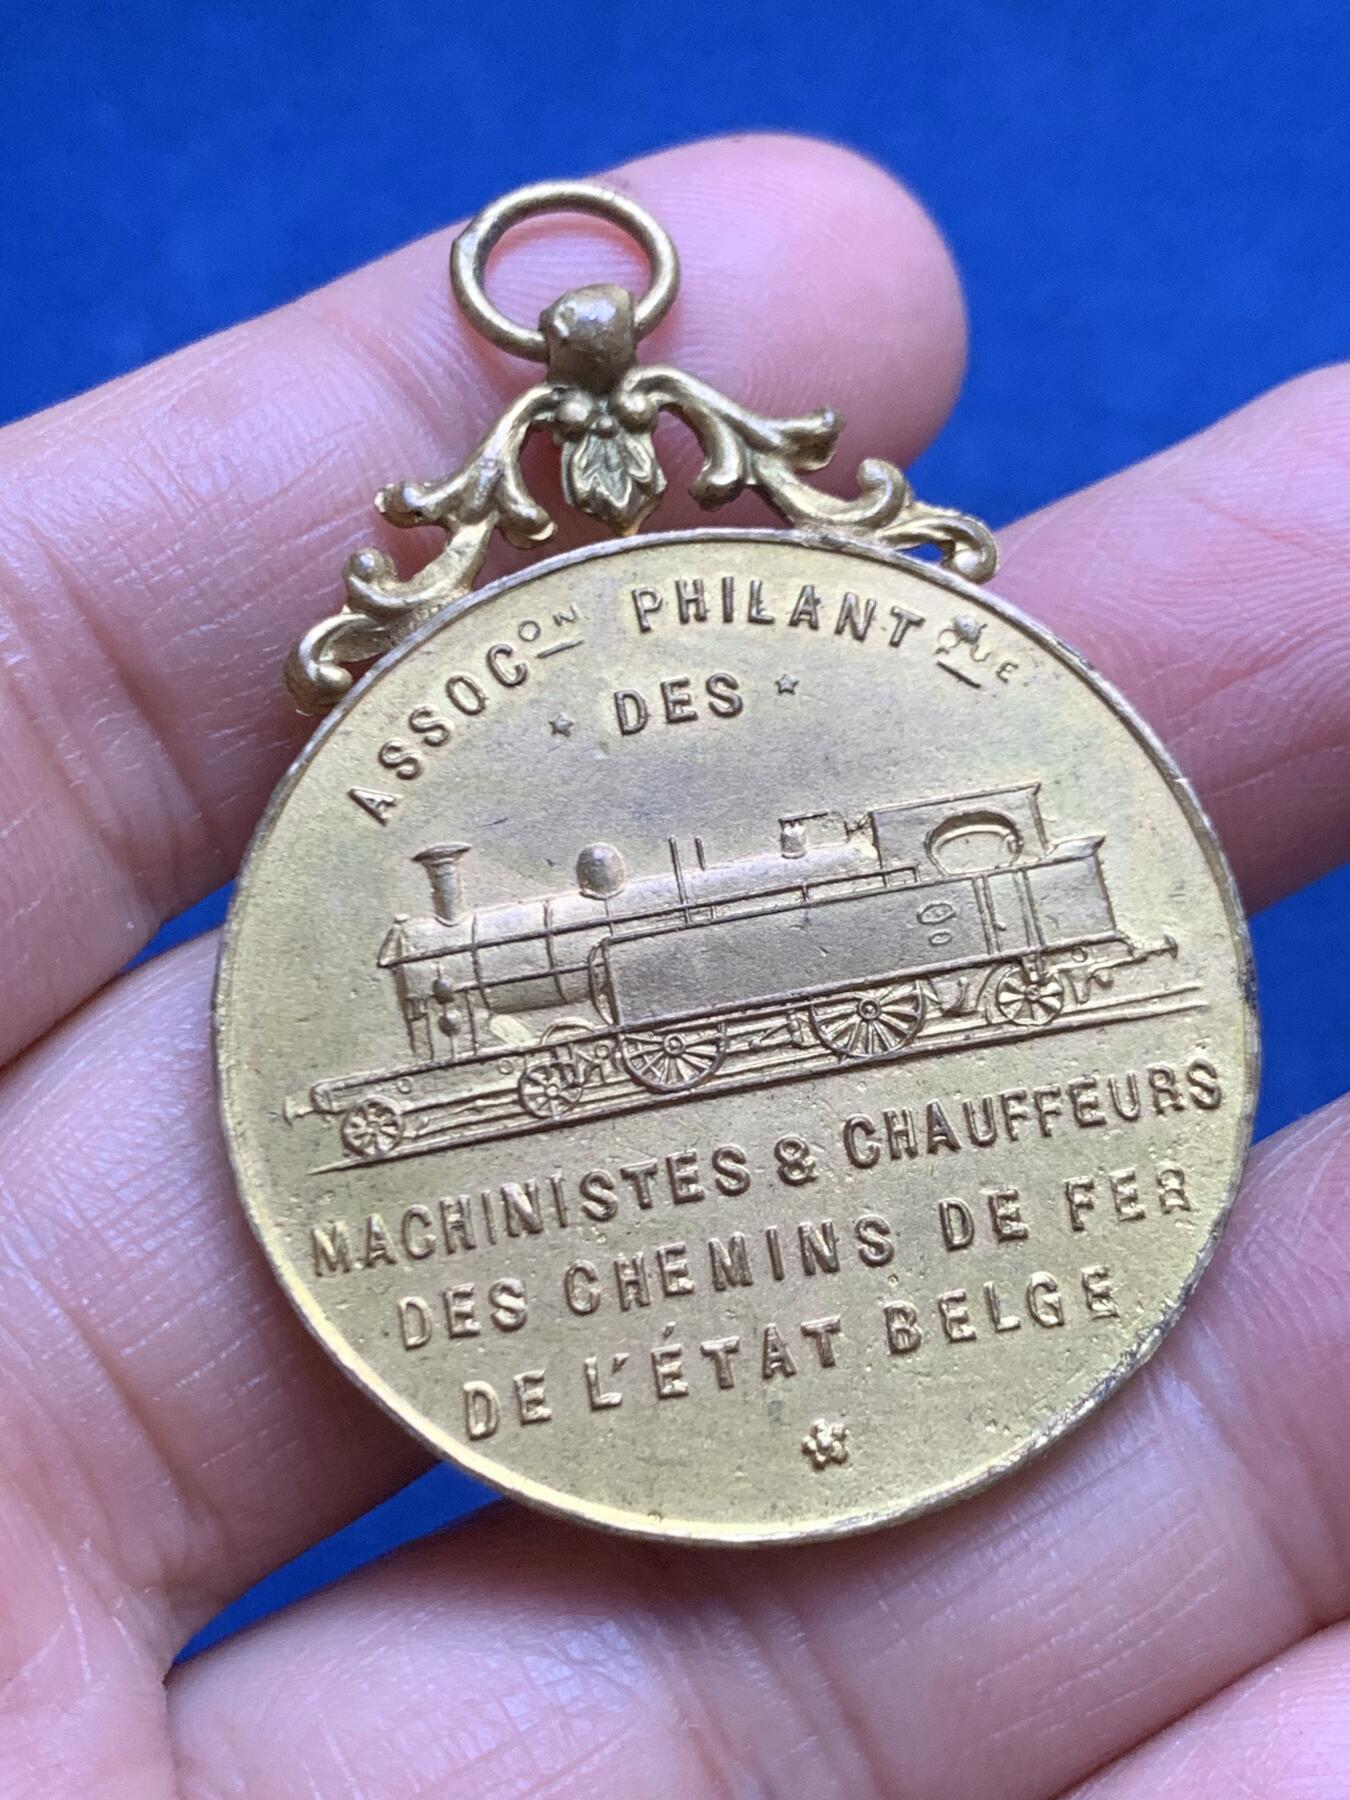 ASSOCON PHILANTQUE
DES
MACHINISTES & CHAUFFEURS
DES CHEMINS DE FER
DE L'ÉTAT BELGE